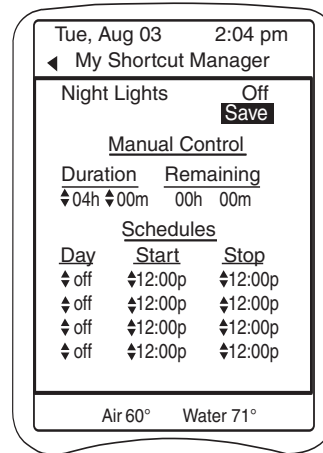 Tue, Aug 03 2:04 pm
My Shortcut Manager
Night Lights Off
Save
Manual Control
Duration Remaining
04h 00m 00h 00m
Schedules
Day Start Stop
off 12:00p 12:00p
off 12:00p 12:00p
off 12:00p 12:00p
off 12:00p 12:00p
Air 60° Water 71°